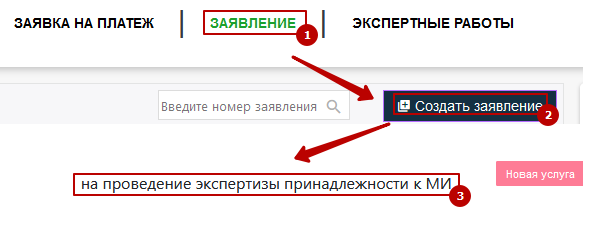 ЗАЯВКА НА ПЛАТЕЖ | ЗАЯВЛЕНИЕ | ЭКСПЕРТНЫЕ РАБОТЫ
1
Введите номер заявления Создать заявление
2
Новая услуга
на проведение экспертизы принадлежности к МИ
3